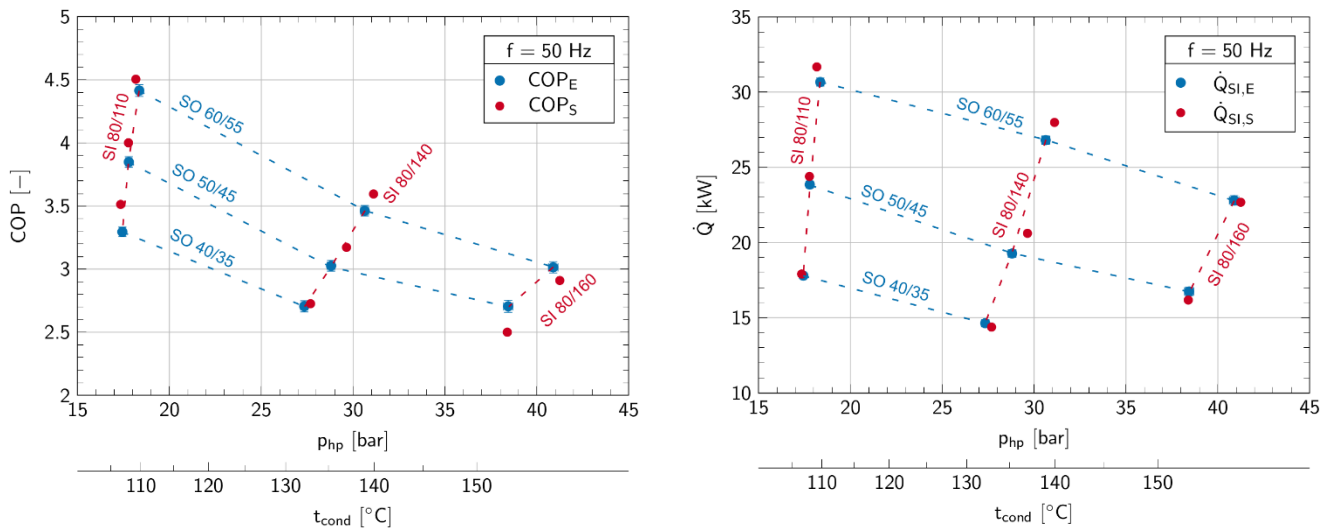 5
4.5
4
3.5
3
2.5
2
COP [—]
f = 50 Hz
COP_E
COP_S
SI 80/110
SO 60/55
SO 50/45
SO 40/35
SI 80/140
SI 80/160
15 20 25 30 35 40 45
p_hp [bar]
110 120 130 140 150
t_cond [°C]
35
30
25
20
15
10
Q̇ [kW]
f = 50 Hz
Q̇_SI,E
Q̇_SI,S
SI 80/110
SO 60/55
SO 50/45
SO 40/35
SI 80/140
SI 80/160
15 20 25 30 35 40 45
p_hp [bar]
110 120 130 140 150
t_cond [°C]